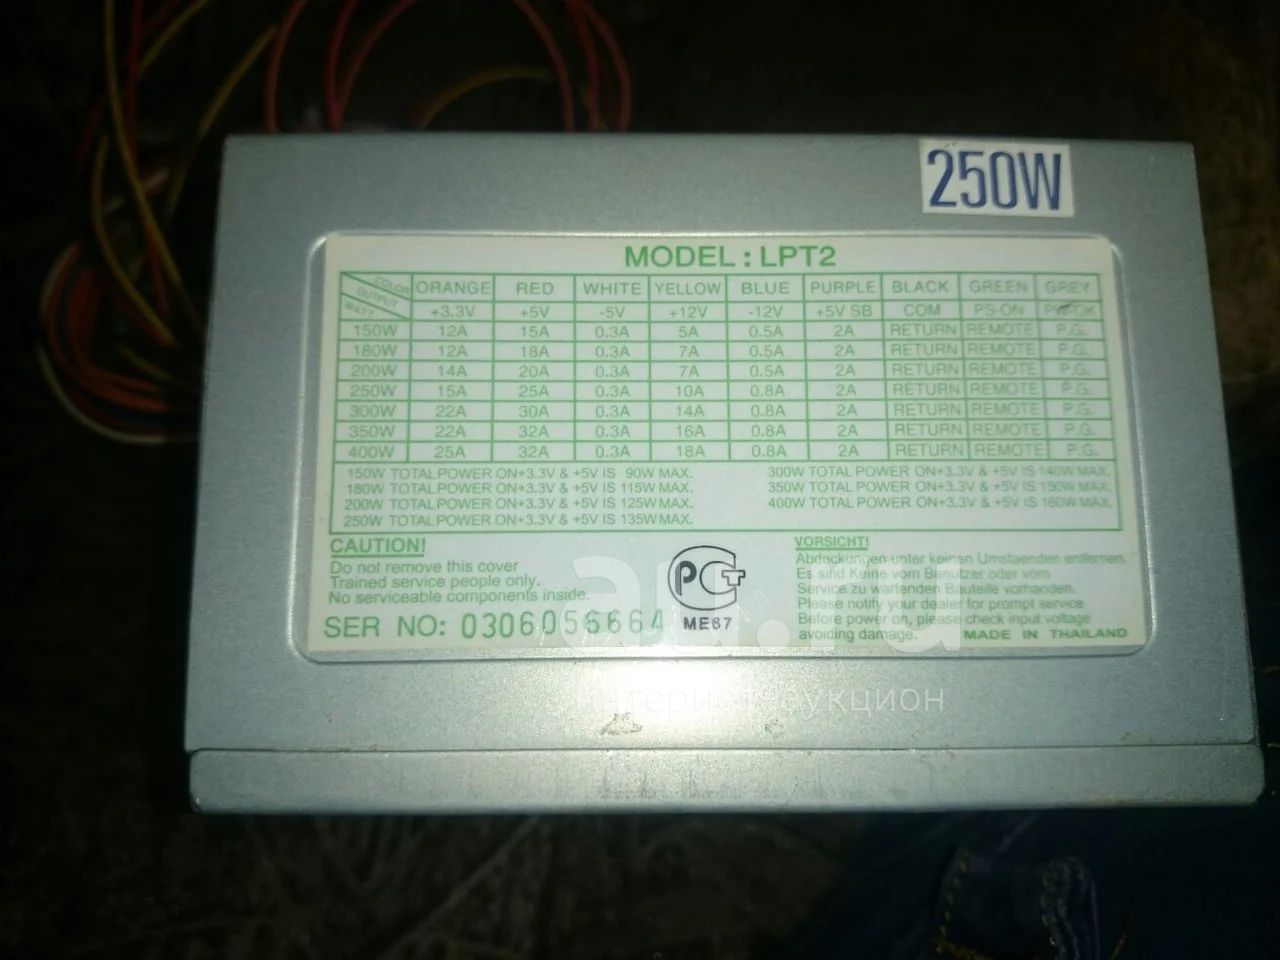 250W
MODEL : LPT2
COLOR OUTPUT WATTS ORANGE RED WHITE YELLOW BLUE PURPLE BLACK GREEN GREY
+3.3V +5V -5V +12V -12V +5V SB COM PS-ON PW-OK
150W 12A 15A 0.3A 5A 0.5A 2A RETURN REMOTE P.G.
180W 12A 18A 0.3A 7A 0.5A 2A RETURN REMOTE P.G.
200W 14A 20A 0.3A 7A 0.5A 2A RETURN REMOTE P.G.
250W 15A 25A 0.3A 10A 0.8A 2A RETURN REMOTE P.G.
300W 22A 30A 0.3A 14A 0.8A 2A RETURN REMOTE P.G.
350W 22A 32A 0.3A 16A 0.8A 2A RETURN REMOTE P.G.
400W 25A 32A 0.3A 18A 0.8A 2A RETURN REMOTE P.G.
150W TOTAL POWER ON+3.3V & +5V IS 90W MAX.
180W TOTAL POWER ON+3.3V & +5V IS 115W MAX.
200W TOTAL POWER ON+3.3V & +5V IS 125W MAX.
250W TOTAL POWER ON+3.3V & +5V IS 135W MAX.
300W TOTAL POWER ON+3.3V & +5V IS 140W MAX.
350W TOTAL POWER ON+3.3V & +5V IS 150W MAX.
400W TOTAL POWER ON+3.3V & +5V IS 160W MAX.
CAUTION!
Do not remove this cover
Trained service people only.
No serviceable components inside.
SER NO: 0306056664
РСТ
ME67
VORSICHT!
Abdackungen unter keinen Umstaenden entfernen.
Es sind Keine vom Benutzer oder vom
Service zu wartenden Bauteile vorhanden.
Please notify your dealer for prompt service
Before power on, please check input voltage
avoiding damage. MADE IN THAILAND
au.ru
интернет-аукцион